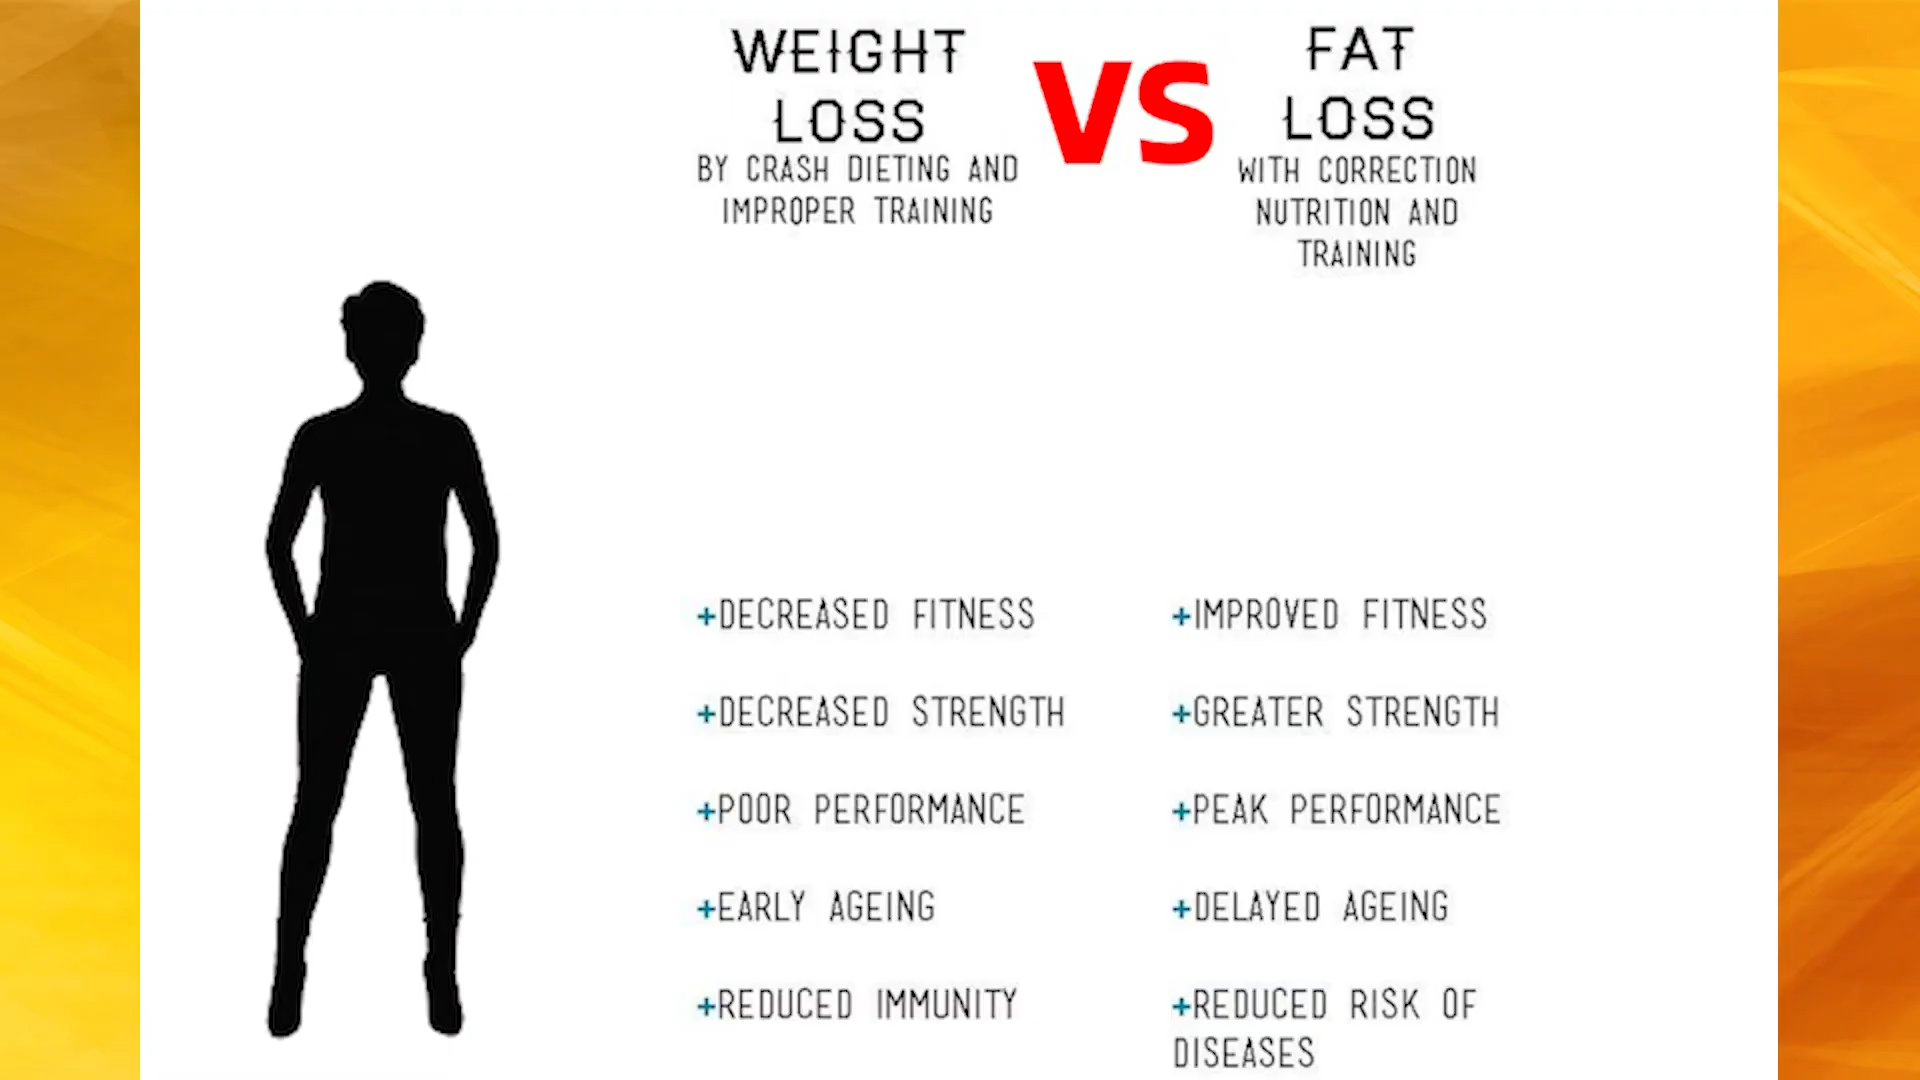 WEIGHT
LOSS
BY CRASH DIETING AND
IMPROPER TRAINING
VS
FAT
LOSS
WITH CORRECTION
NUTRITION AND
TRAINING
+DECREASED FITNESS
+DECREASED STRENGTH
+POOR PERFORMANCE
+EARLY AGEING
+REDUCED IMMUNITY
+IMPROVED FITNESS
+GREATER STRENGTH
+PEAK PERFORMANCE
+DELAYED AGEING
+REDUCED RISK OF
DISEASES